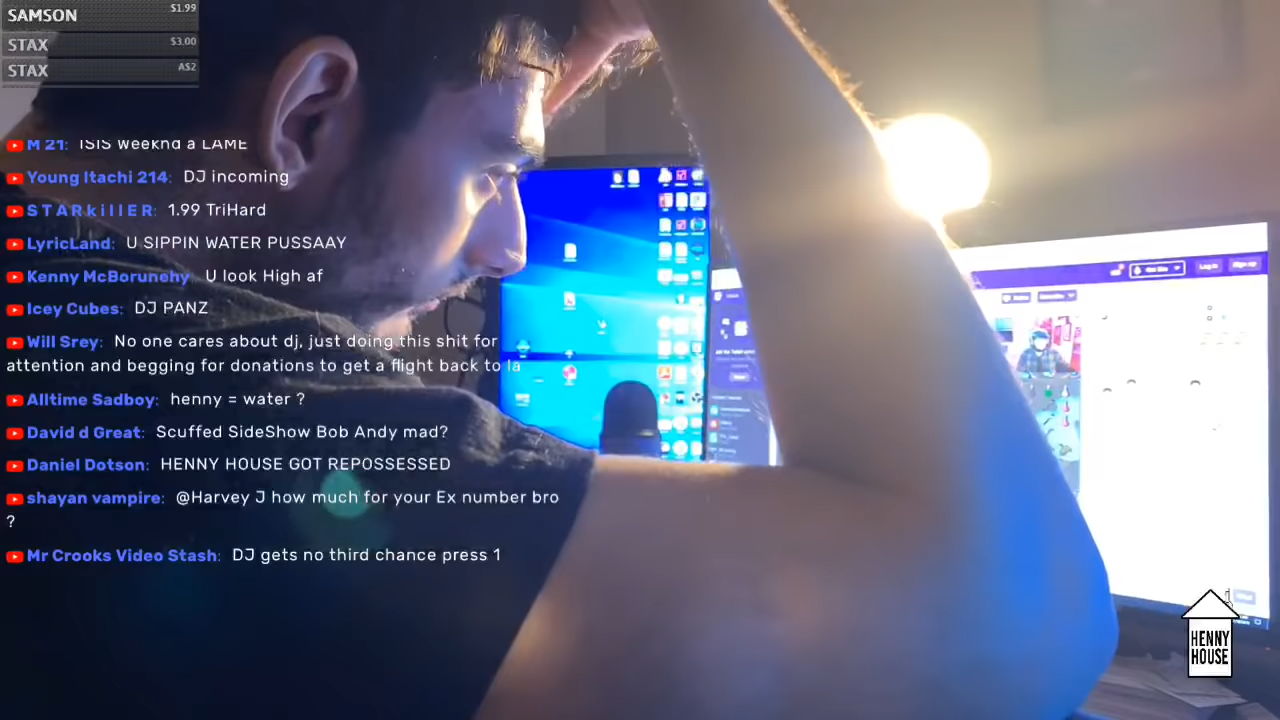 SAMSON $1.99
STAX $3.00
STAX A$2
M 21: ISIS Weeknd a LAME
Young Itachi 214: DJ incoming
S T A R k i l l E R: 1.99 TriHard
LyricLand: U SIPPIN WATER PUSSAAY
Kenny McBorunehy: U look High af
Icey Cubes: DJ PANZ
Will Srey: No one cares about dj, just doing this shit for
attention and begging for donations to get a flight back to la
Alltime Sadboy: henny = water ?
David d Great: Scuffed SideShow Bob Andy mad?
Daniel Dotson: HENNY HOUSE GOT REPOSSESSED
shayan vampire: @Harvey J how much for your Ex number bro
?
Mr Crooks Video Stash: DJ gets no third chance press 1
Log in Sign up
HENNY
HOUSE